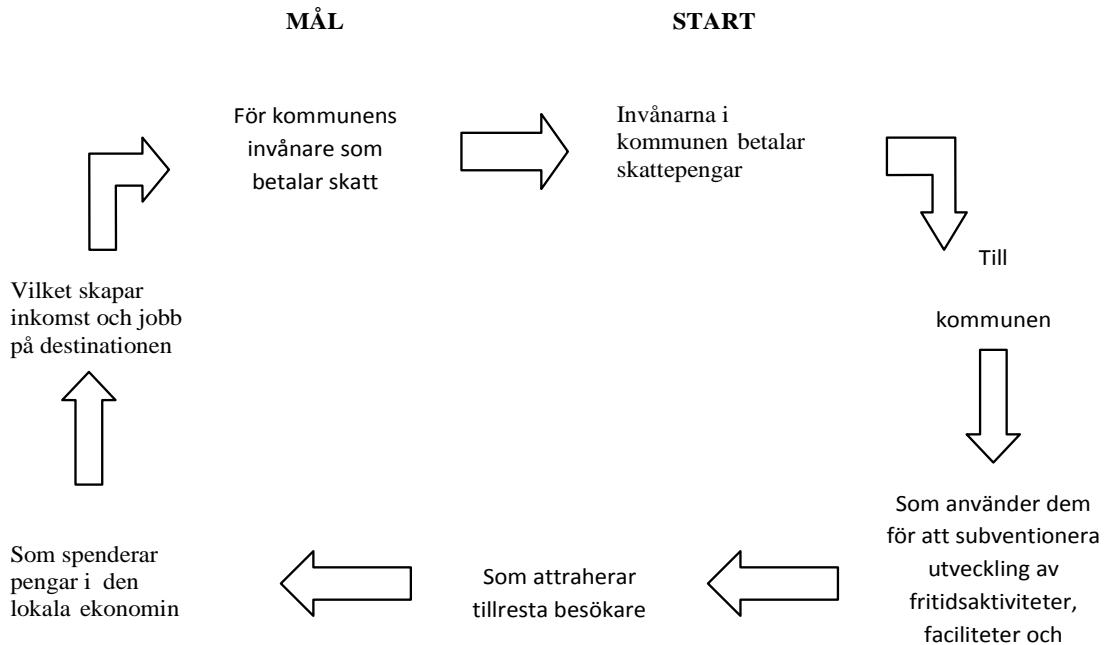 MÅL
START
För kommunens
invånare som
betalar skatt
Invånarna i
kommunen betalar
skattepengar
Till
kommunen
Som använder dem
för att subventionera
utveckling av
fritidsaktiviteter,
faciliteter och
Som attraherar
tillresta besökare
Som spenderar
pengar i den
lokala ekonomin
Vilket skapar
inkomst och jobb
på destinationen